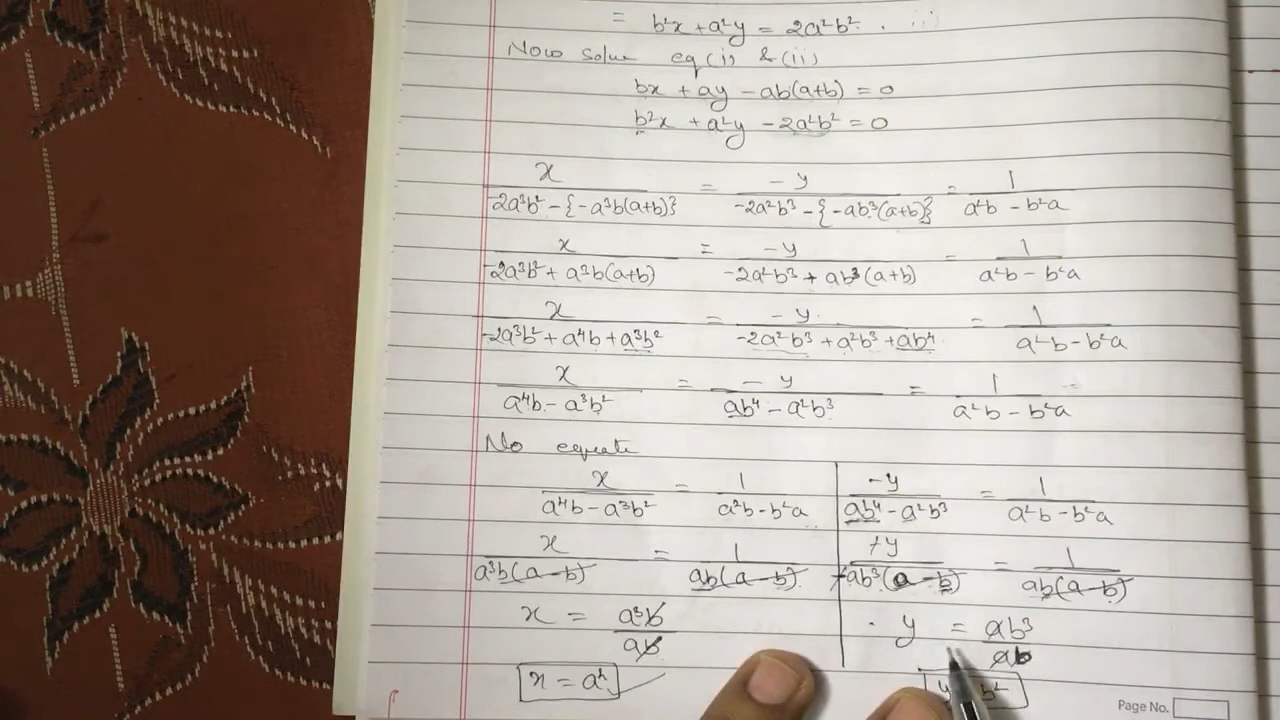 = b²x + a²y = 2a²b². ii
Now solve eq (i) & (ii)
bx + ay - ab(a+b) = 0
b²x + a²y - 2a²b² = 0
x/-2a³b² - {-a³b(a+b)} = -y/-2a²b³ - {-ab³(a+b)} = 1/a²b - b²a
x/-2a³b² + a³b(a+b) = -y/-2a²b³ + ab³(a+b) = 1/a²b - b²a
x/-2a³b² + a⁴b + a³b² = -y/-2a²b³ + a²b³ + ab⁴ = 1/a²b - b²a
x/a⁴b - a³b² = -y/ab⁴ - a²b³ = 1/a²b - b²a
No equate
x/a⁴b - a³b² = 1/a²b - b²a
x/a³b(a-b) = 1/ab(a-b)
x = a³b/ab
x = a²
-y/ab⁴ - a²b³ = 1/a²b - b²a
+y/+ab³(a-b) = 1/ab(a-b)
y = ab³/ab
y b²
Page No.